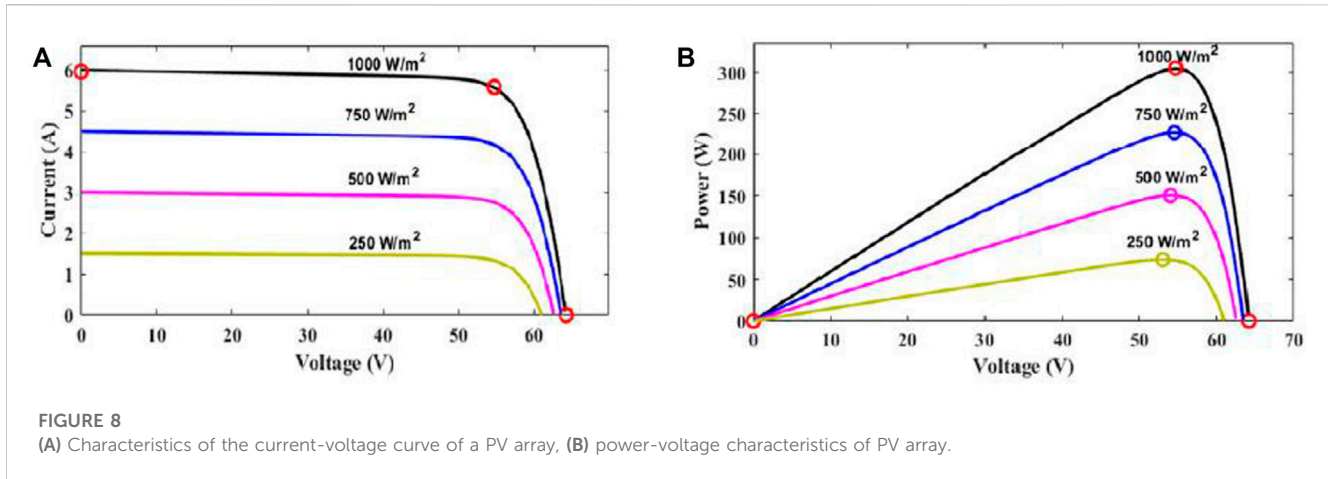 A
1000 W/m²
750 W/m²
500 W/m²
250 W/m²
Current (A)
6
5
4
3
2
1
0
0 10 20 30 40 50 60
Voltage (V)
B
1000 W/m²
750 W/m²
500 W/m²
250 W/m²
Power (W)
300
250
200
150
100
50
0
0 10 20 30 40 50 60 70
Voltage (V)
FIGURE 8
(A) Characteristics of the current-voltage curve of a PV array, (B) power-voltage characteristics of PV array.